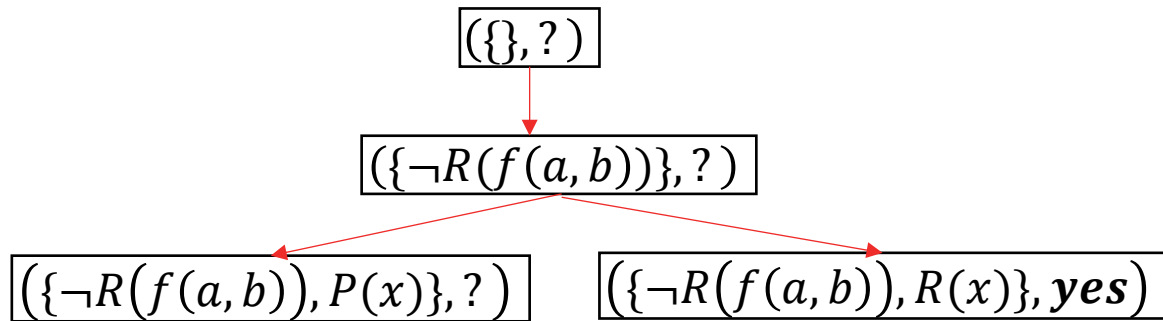 ({}, ? )
({¬R(f(a, b))}, ? )
({¬R(f(a, b)), P(x)}, ? )
({¬R(f(a, b)), R(x)}, yes)